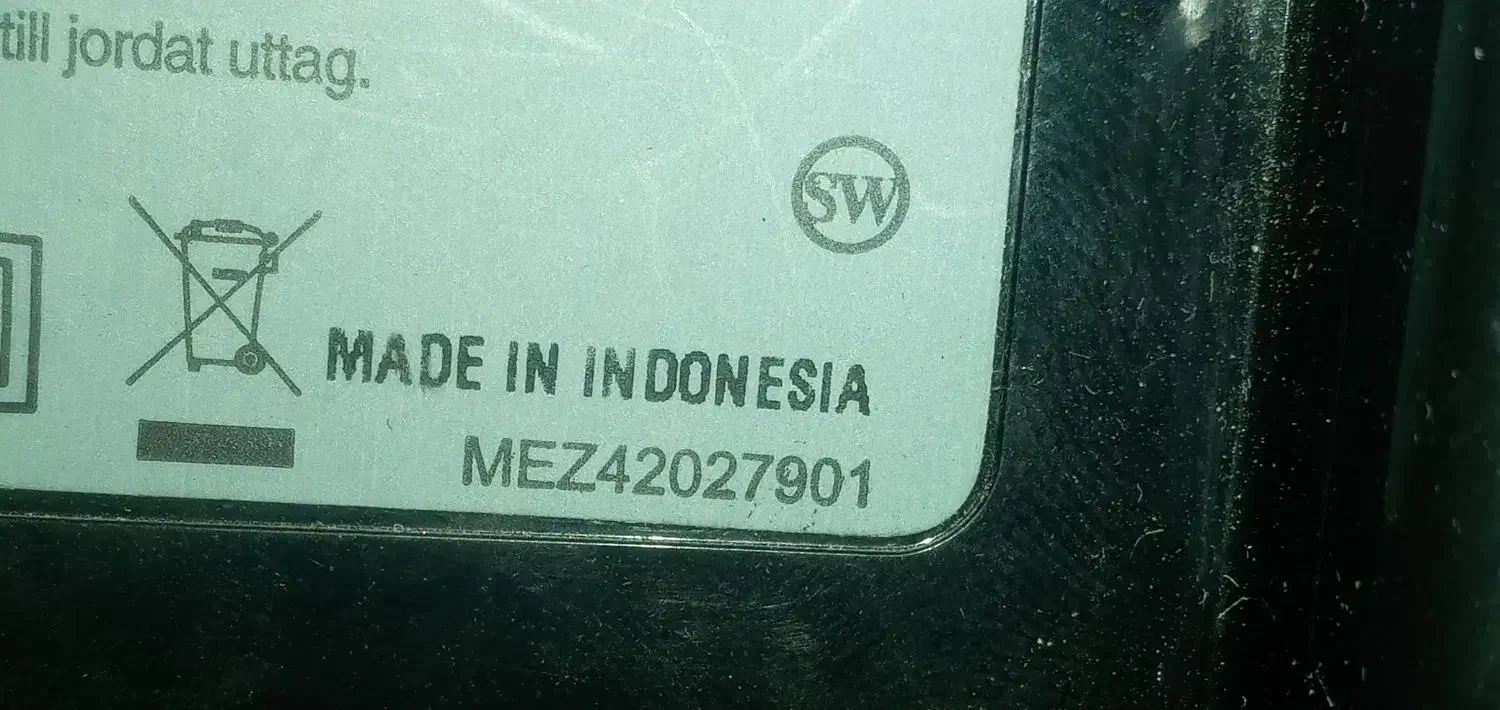 till jordat uttag.
SW
MADE IN INDONESIA
MEZ42027901